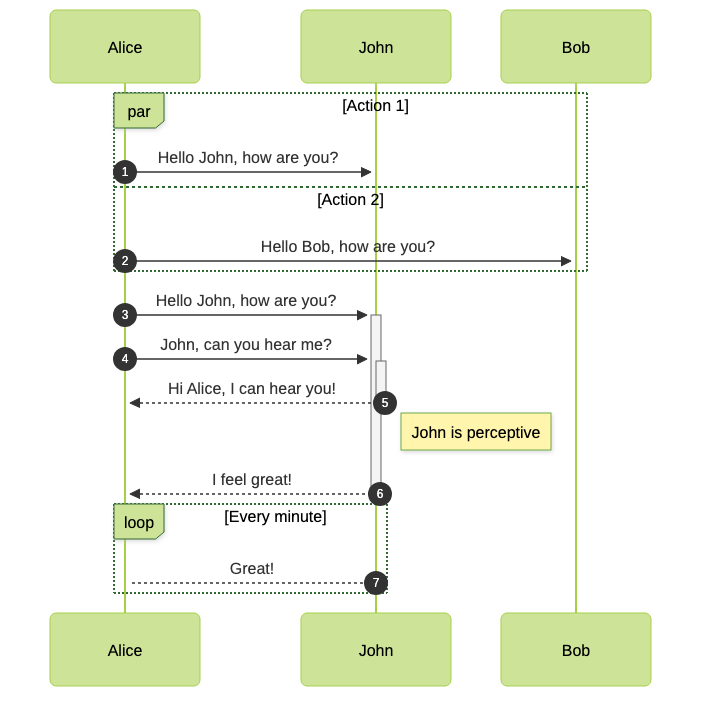 Alice
John
Bob
par
[Action 1]
Hello John, how are you?
1
[Action 2]
Hello Bob, how are you?
2
Hello John, how are you?
3
John, can you hear me?
4
Hi Alice, I can hear you!
5
John is perceptive
I feel great!
6
loop
[Every minute]
Great!
7
Alice
John
Bob